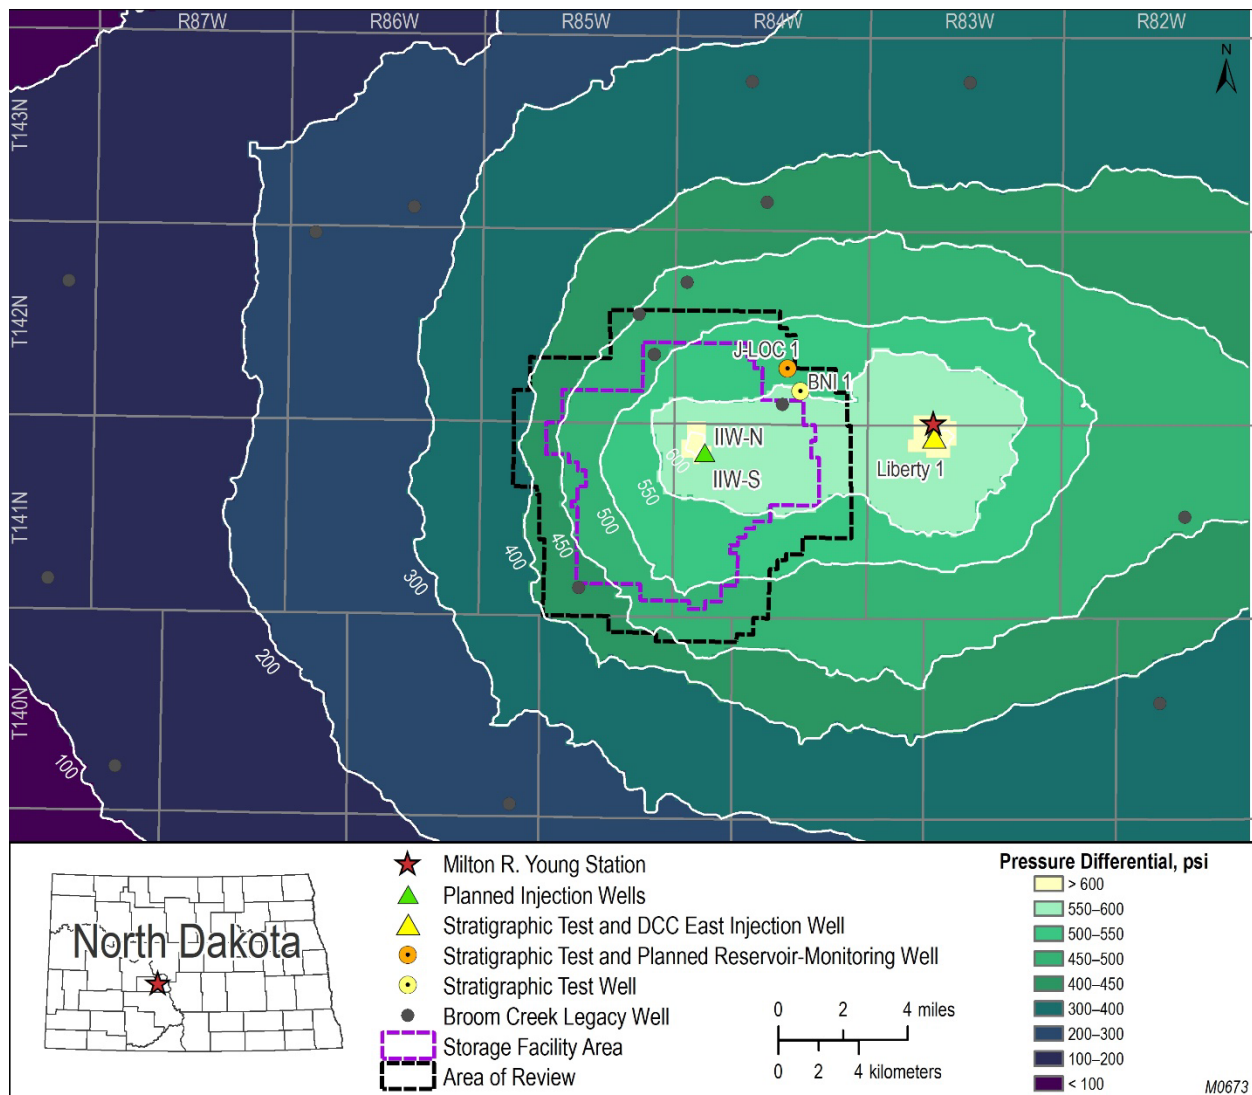 R87W
R86W
R85W
R84W
R83W
R82W
N
T143N
T142N
J-LOC 1
BNI 1
IIW-N
600
Liberty 1
IIW-S
550
T141N
500
450
400
300
200
T140N
100
Milton R. Young Station
Planned Injection Wells
Stratigraphic Test and DCC East Injection Well
Stratigraphic Test and Planned Reservoir-Monitoring Well
Stratigraphic Test Well
Broom Creek Legacy Well
Storage Facility Area
Area of Review
North Dakota
0 2 4 miles
0 2 4 kilometers
Pressure Differential, psi
> 600
550–600
500–550
450–500
400–450
300–400
200–300
100–200
< 100
M0673